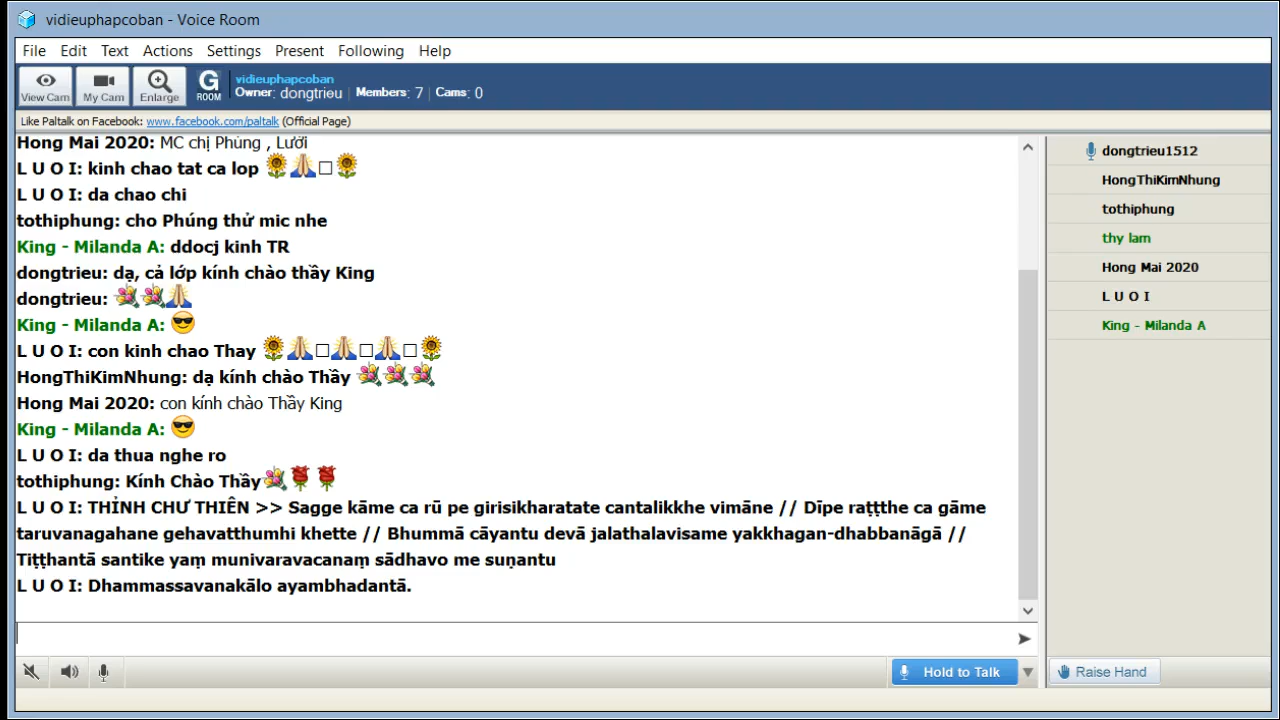 vidieuphapcoban - Voice Room
File Edit Text Actions Settings Present Following Help
View Cam My Cam Enlarge G ROOM vidieuphapcoban
Owner: dongtrieu | Members: 7 | Cams: 0
Like Paltalk on Facebook: www.facebook.com/paltalk (Official Page)
Hong Mai 2020: MC chị Phụng , Lười
L U O I: kinh chao tat ca lop
L U O I: da chao chi
tothiphung: cho Phúng thử mic nhe
King - Milanda A: ddocj kinh TR
dongtrieu: dạ, cả lớp kính chào thầy King
dongtrieu:
King - Milanda A:
L U O I: con kinh chao Thay
HongThiKimNhung: dạ kính chào Thầy
Hong Mai 2020: con kính chào Thầy King
King - Milanda A:
L U O I: da thua nghe ro
tothiphung: Kính Chào Thầy
L U O I: THỈNH CHƯ THIÊN >> Sagge kāme ca rū pe girisikharatate cantalikkhe vimāne // Dīpe raṭṭthe ca gāme
taruvanagahane gehavatthumhi khette // Bhummā cāyantu devā jalathalavisame yakkhagan-dhabbanāgā //
Tiṭṭhantā santike yaṃ munivaravacanaṃ sādhavo me suṇantu
L U O I: Dhammassavanakālo ayambhadantā.
Hold to Talk
dongtrieu1512
HongThiKimNhung
tothiphung
thy lam
Hong Mai 2020
L U O I
King - Milanda A
Raise Hand